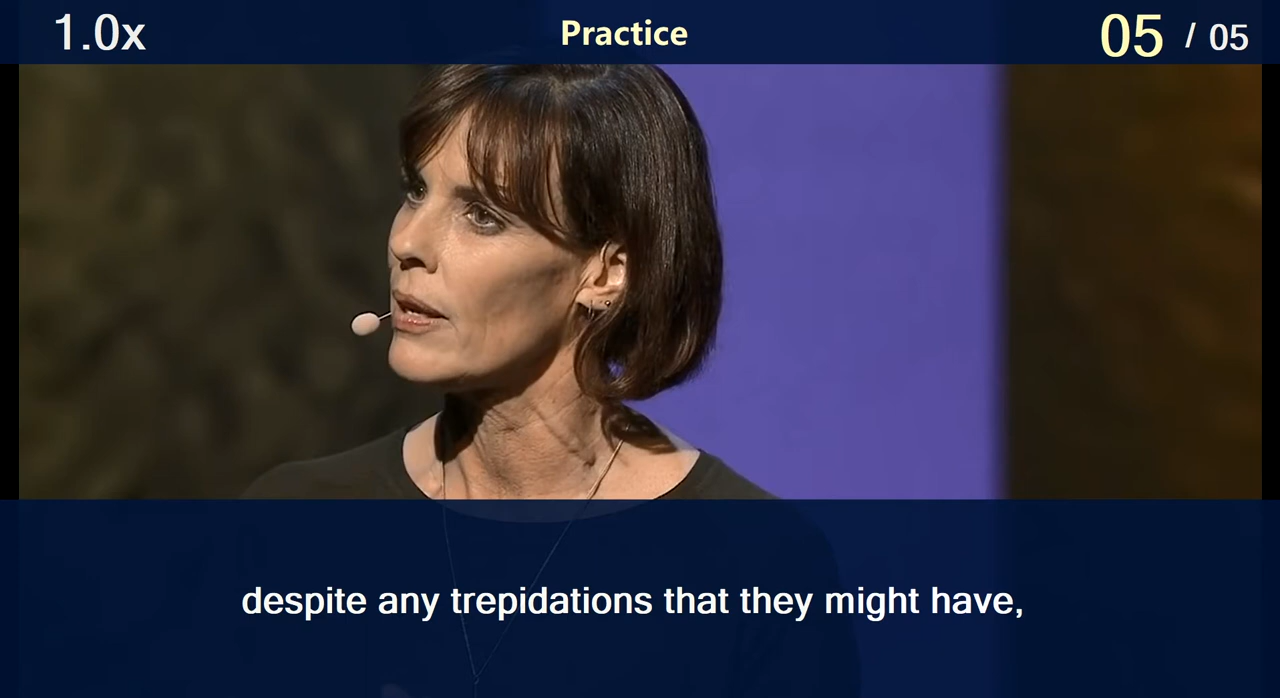 1.0x Practice 05 / 05
despite any trepidations that they might have,